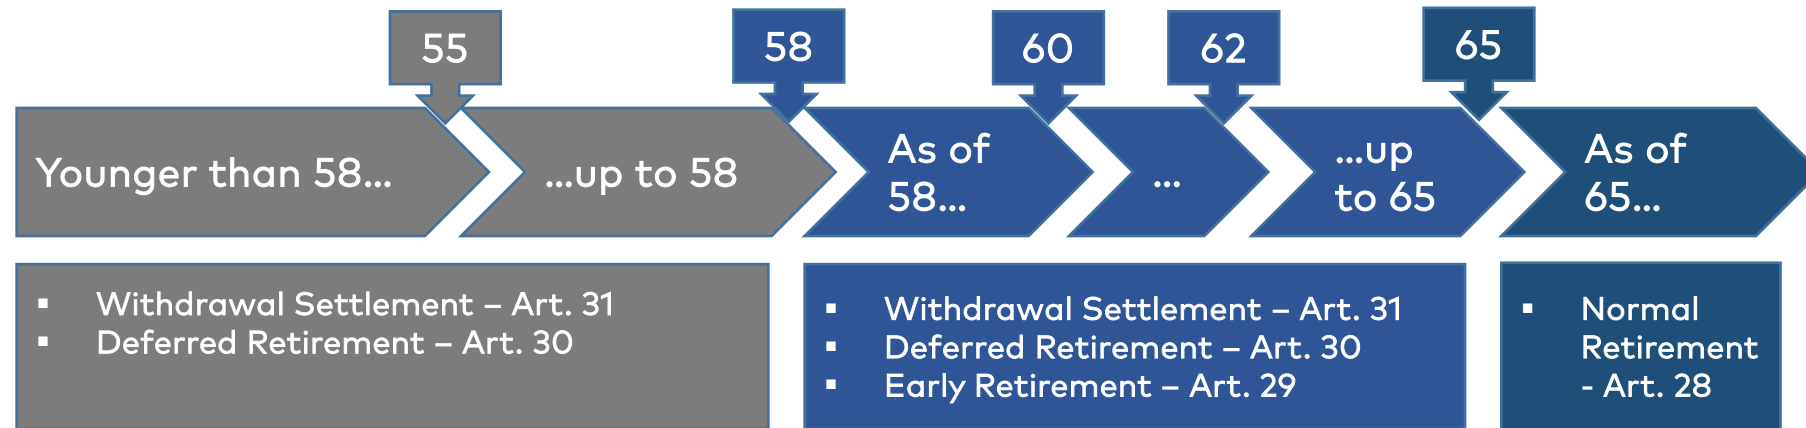 55
58
60
62
65
Younger than 58...
...up to 58
As of
58...
...
...up
to 65
As of
65...
▪ Withdrawal Settlement – Art. 31
▪ Deferred Retirement – Art. 30
▪ Withdrawal Settlement – Art. 31
▪ Deferred Retirement – Art. 30
▪ Early Retirement – Art. 29
▪ Normal
Retirement
- Art. 28